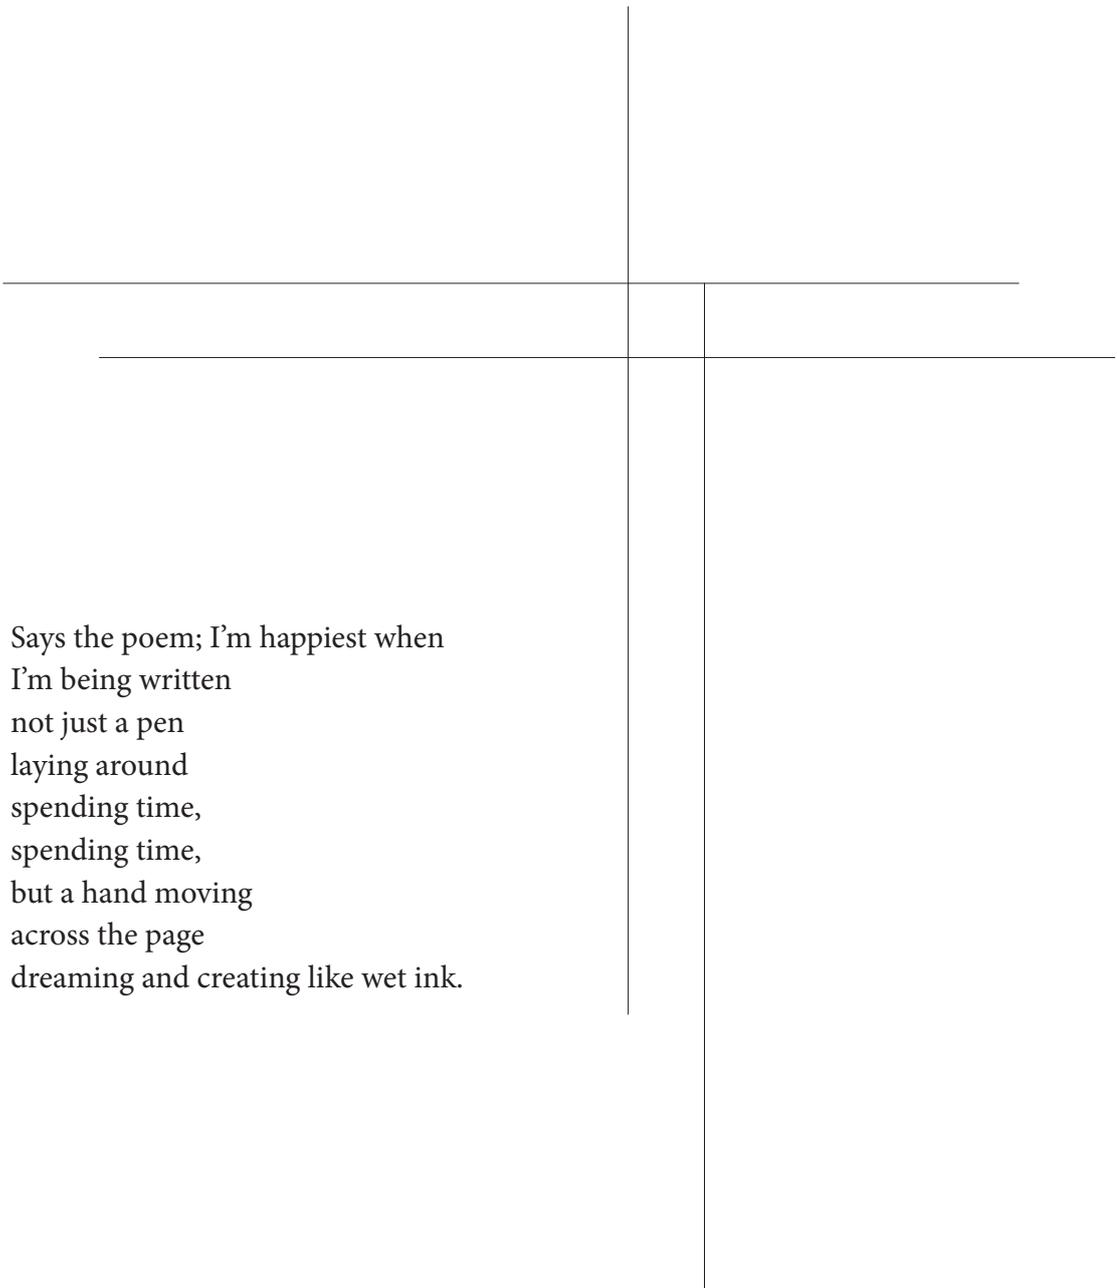 Says the poem; I’m happiest when
I’m being written
not just a pen
laying around
spending time,
spending time,
but a hand moving
across the page
dreaming and creating like wet ink.